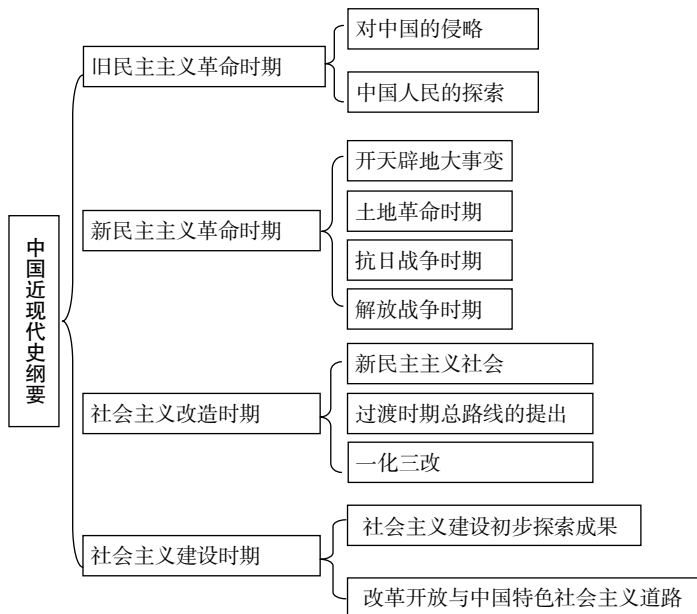 中国近现代史纲要
旧民主主义革命时期
对中国的侵略
中国人民的探索
新民主主义革命时期
开天辟地大事变
土地革命时期
抗日战争时期
解放战争时期
社会主义改造时期
新民主主义社会
过渡时期总路线的提出
一化三改
社会主义建设时期
社会主义建设初步探索成果
改革开放与中国特色社会主义道路